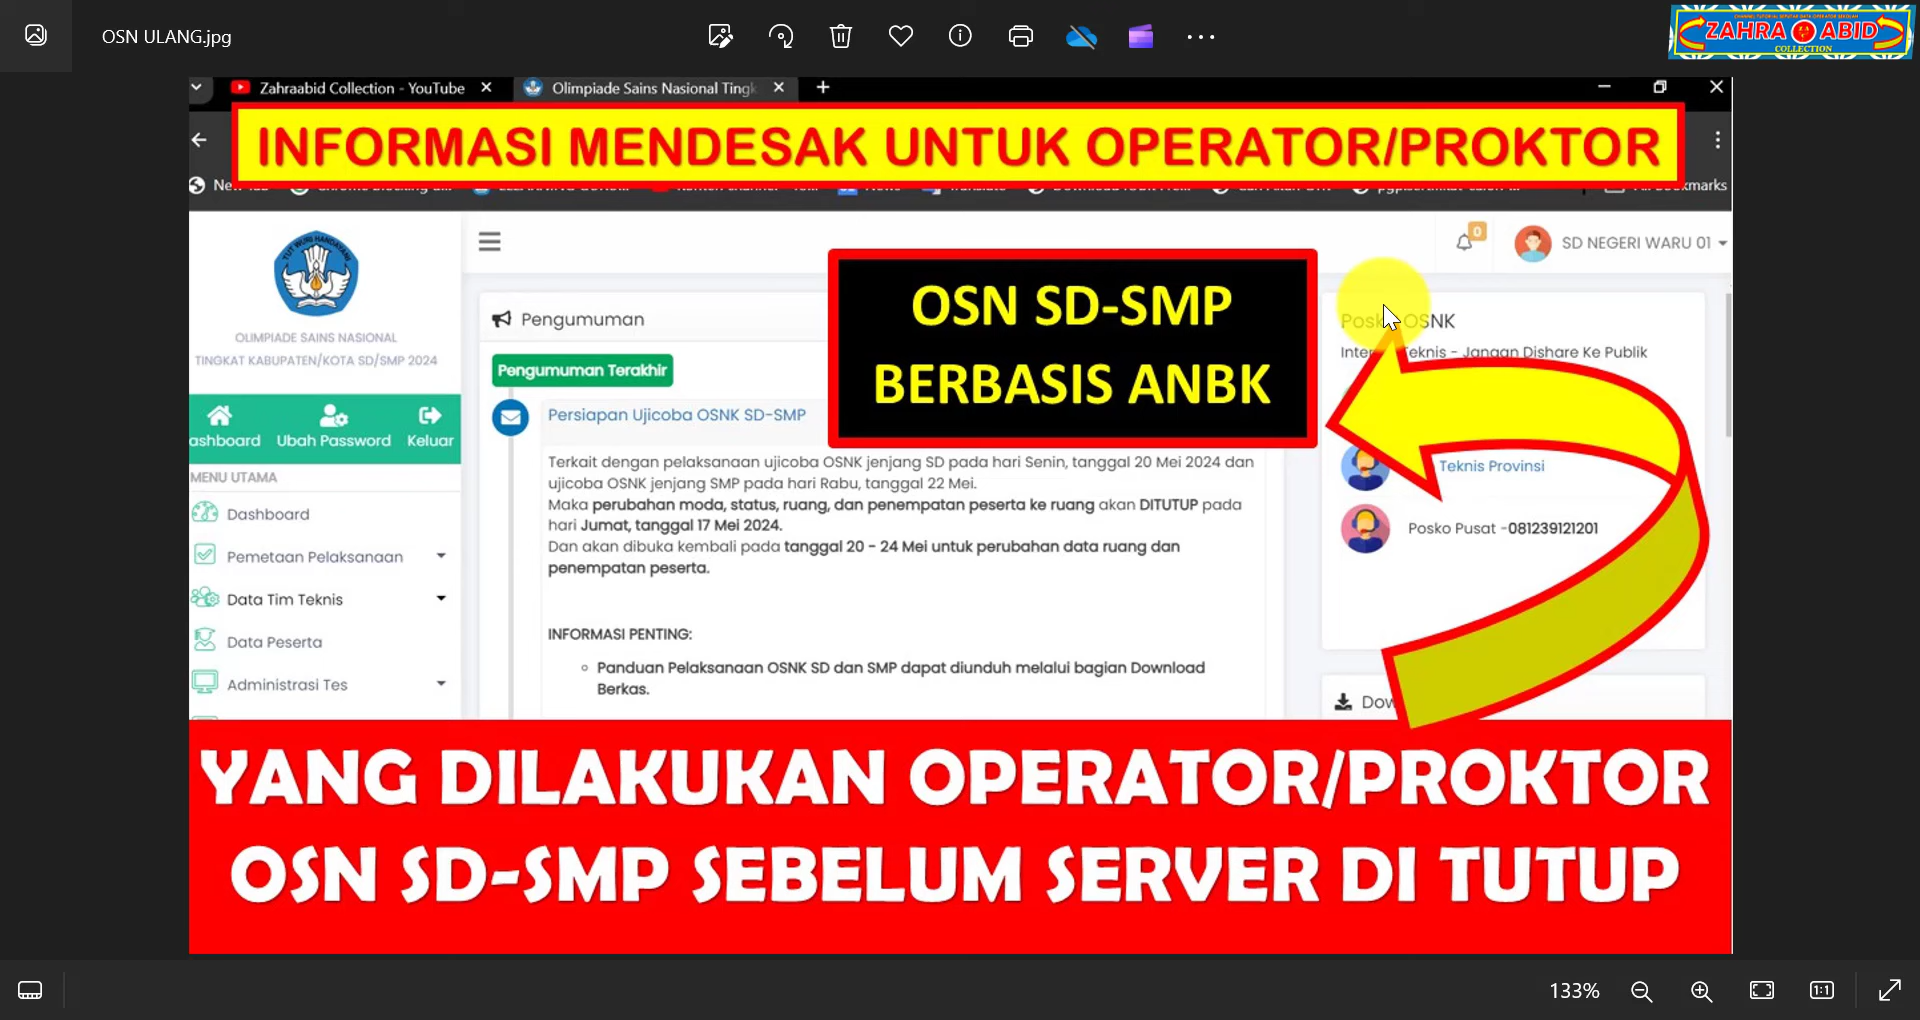 OSN ULANG.jpg
ZAHRA ABID
COLLECTION
Zahraabid Collection - YouTube
Olimpiade Sains Nasional Tingk
INFORMASI MENDESAK UNTUK OPERATOR/PROKTOR
TUT WURI HANDAYANI
0
SD NEGERI WARU 01
OLIMPIADE SAINS NASIONAL
TINGKAT KABUPATEN/KOTA SD/SMP 2024
ashboard
Ubah Password
Keluar
MENU UTAMA
Dashboard
Pemetaan Pelaksanaan
Data Tim Teknis
Data Peserta
Administrasi Tes
Pengumuman
Pengumuman Terakhir
Persiapan Ujicoba OSNK SD-SMP
Terkait dengan pelaksanaan ujicoba OSNK jenjang SD pada hari Senin, tanggal 20 Mei 2024 dan
ujicoba OSNK jenjang SMP pada hari Rabu, tanggal 22 Mei.
Maka perubahan moda, status, ruang, dan penempatan peserta ke ruang akan DITUTUP pada
hari Jumat, tanggal 17 Mei 2024.
Dan akan dibuka kembali pada tanggal 20 - 24 Mei untuk perubahan data ruang dan
penempatan peserta.
INFORMASI PENTING:
Panduan Pelaksanaan OSNK SD dan SMP dapat diunduh melalui bagian Download
Berkas.
OSN SD-SMP
BERBASIS ANBK
OSNK
Teknis - Jangan Dishare Ke Publik
Teknis Provinsi
Posko Pusat -081239121201
YANG DILAKUKAN OPERATOR/PROKTOR
OSN SD-SMP SEBELUM SERVER DI TUTUP
133%